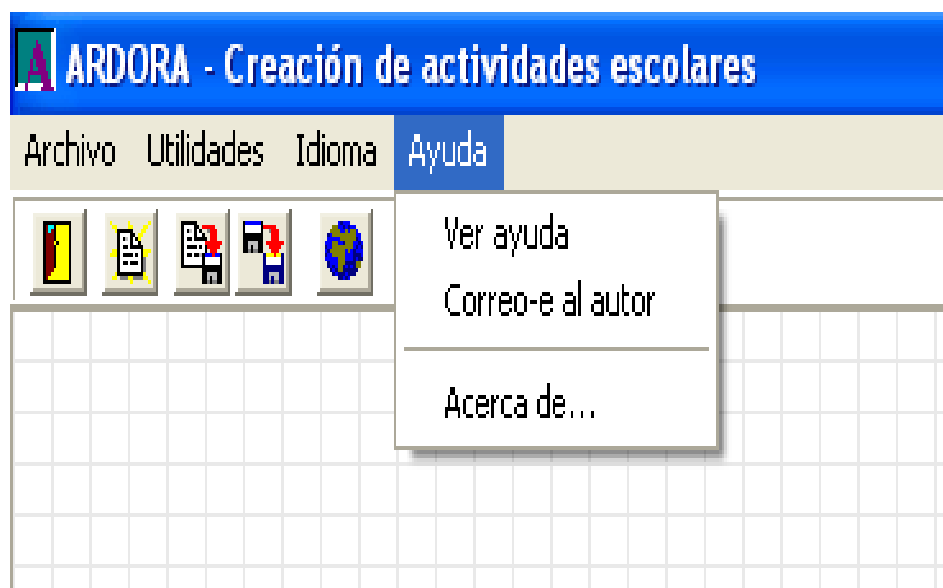 ARDORA - Creación de actividades escolares
Archivo Utilidades Idioma Ayuda
Ver ayuda
Correo-e al autor
Acerca de...